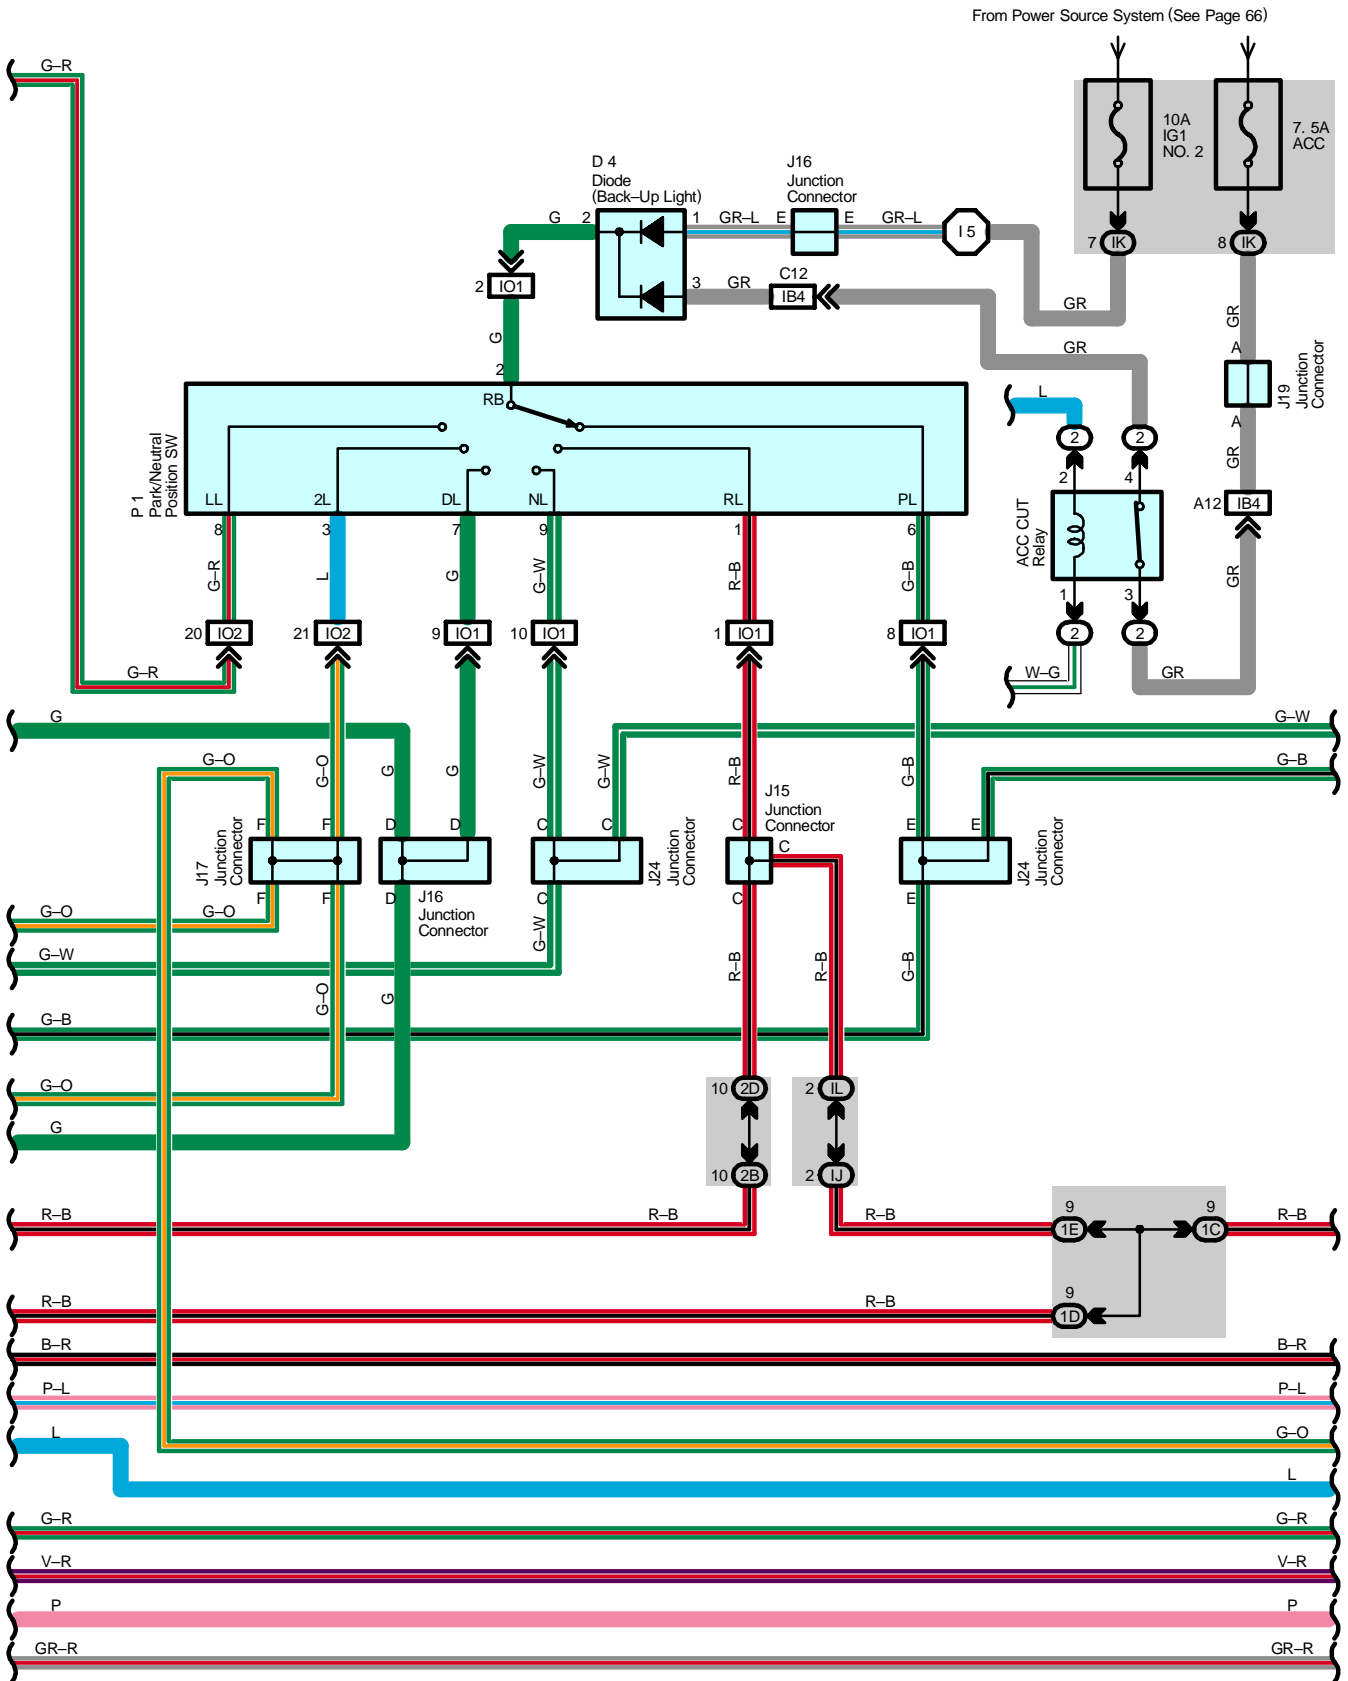 From Power Source System (See Page 66)
G–R
10A
IG1
NO. 2
7. 5A
ACC
D 4
Diode
(Back–Up Light)
J16
Junction
Connector
G 2
1 GR–L E
E GR–L
I 5
7 IK
8 IK
2 IO1
3 GR
C12
IB4
GR
GR
GR
A
J19
Junction
Connector
A
GR
G
2
RB
L
2
2
2
4
P 1
Park/Neutral
Position SW
LL
2L
DL
NL
RL
PL
8
3
7
9
1
6
ACC CUT
Relay
A12 IB4
G–R
L
G
G–W
R–B
G–B
1
3
GR
20 IO2
21 IO2
9 IO1
10 IO1
1 IO1
8 IO1
2
2
G–R
W–G
GR
G
G–W
G–O
G–O
G
G
G–W
G–W
R–B
G–B
G–B
J15
Junction
Connector
J17
Junction
Connector
F
F
D
D
C
C
C
C
E
E
J24
Junction
Connector
J24
Junction
Connector
F
F
D
J16
Junction
Connector
C
C
E
G–O
G–O
G–W
G–W
G–O
G
R–B
R–B
G–B
G–B
G–O
10 2D
2 IL
G
10 2B
2 IJ
R–B
R–B
R–B
9
1E
9
1C
R–B
R–B
R–B
9
1D
B–R
B–R
P–L
P–L
L
G–O
L
G–R
G–R
V–R
V–R
P
P
GR–R
GR–R